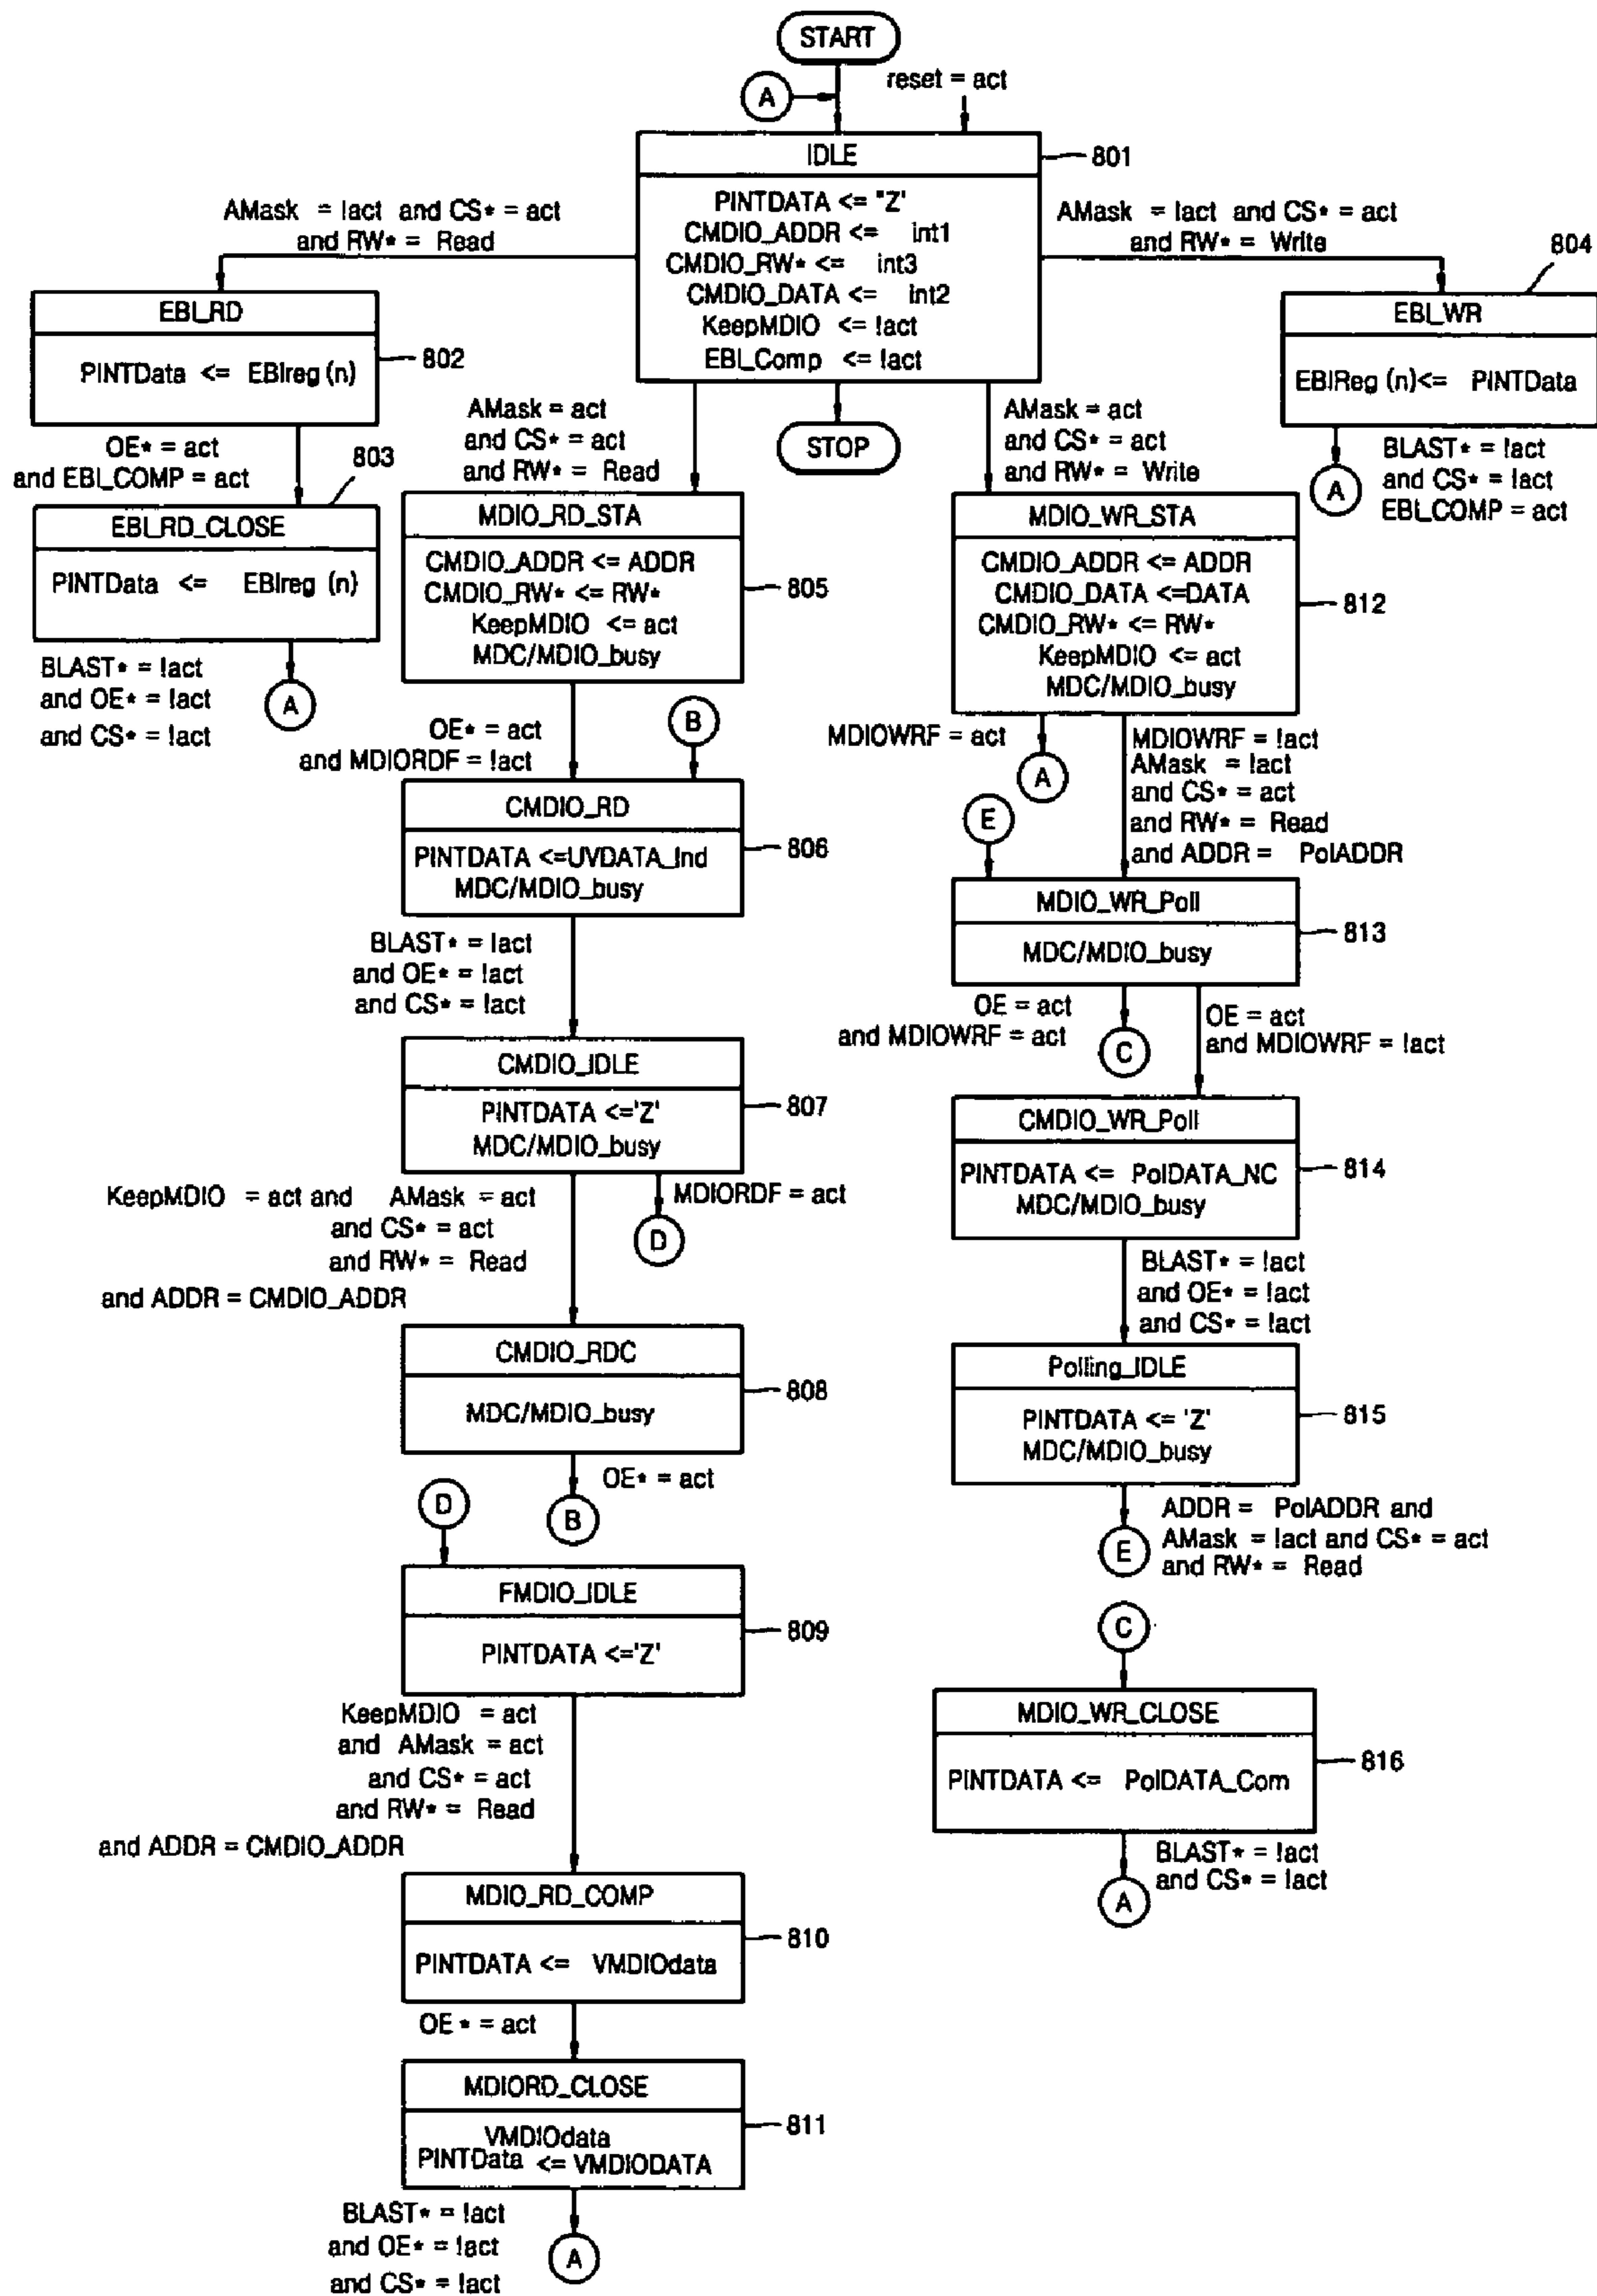 START
A
reset = act
IDLE
801
PINTDATA <= "Z'
CMDIO_ADDR <= int1
CMDIO_RW* <= int3
CMDIO_DATA <= int2
KeepMDIO <= !act
EBI_Comp <= !act
AMask = !act and CS* = act
and RW* = Read
AMask = !act and CS* = act
and RW* = Write
804
EBI_RD
PINTData <= EBIreg (n)
802
EBI_WR
EBIReg (n)<= PINTData
OE* = act
and EBI_COMP = act
803
AMask = act
and CS* = act
and RW* = Read
STOP
AMask = act
and CS* = act
and RW* = Write
BLAST* = !act
and CS* = !act
EBI_COMP = act
A
EBI_RD_CLOSE
PINTData <= EBIreg (n)
BLAST* = !act
and OE* = !act
and CS* = !act
A
MDIO_RD_STA
CMDIO_ADDR <= ADDR
CMDIO_RW* <= RW*
KeepMDIO <= act
MDC/MDIO_busy
805
MDIO_WR_STA
CMDIO_ADDR <= ADDR
CMDIO_DATA <=DATA
CMDIO_RW* <= RW*
KeepMDIO <= act
MDC/MDIO_busy
812
OE* = act
and MDIORDF = !act
B
MDIOWRF = act
A
MDIOWRF = !act
AMask = !act
and CS* = act
and RW* = Read
and ADDR = PolADDR
E
CMDIO_RD
PINTDATA <=UVDATA_Ind
MDC/MDIO_busy
806
MDIO_WR_Poll
MDC/MDIO_busy
813
BLAST* = !act
and OE* = !act
and CS* = !act
OE = act
and MDIOWRF = act
C
OE = act
and MDIOWRF = !act
CMDIO_IDLE
PINTDATA <='Z'
MDC/MDIO_busy
807
CMDIO_WR_Poll
PINTDATA <= PolDATA_NC
MDC/MDIO_busy
814
KeepMDIO = act and AMask = act
and CS* = act
and RW* = Read
and ADDR = CMDIO_ADDR
MDIORDF = act
D
BLAST* = !act
and OE* = !act
and CS* = !act
CMDIO_RDC
MDC/MDIO_busy
808
Polling_IDLE
PINTDATA <= 'Z'
MDC/MDIO_busy
815
OE* = act
B
D
ADDR = PolADDR and
AMask = !act and CS* = act
and RW* = Read
E
FMDIO_IDLE
PINTDATA <='Z'
809
C
KeepMDIO = act
and AMask = act
and CS* = act
and RW* = Read
and ADDR = CMDIO_ADDR
MDIO_WR_CLOSE
PINTDATA <= PolDATA_Com
816
BLAST* = !act
and CS* = !act
A
MDIO_RD_COMP
PINTDATA <= VMDIOdata
810
OE * = act
MDIORD_CLOSE
VMDIOdata
PINTData <= VMDIODATA
811
BLAST* = !act
and OE* = !act
and CS* = !act
A